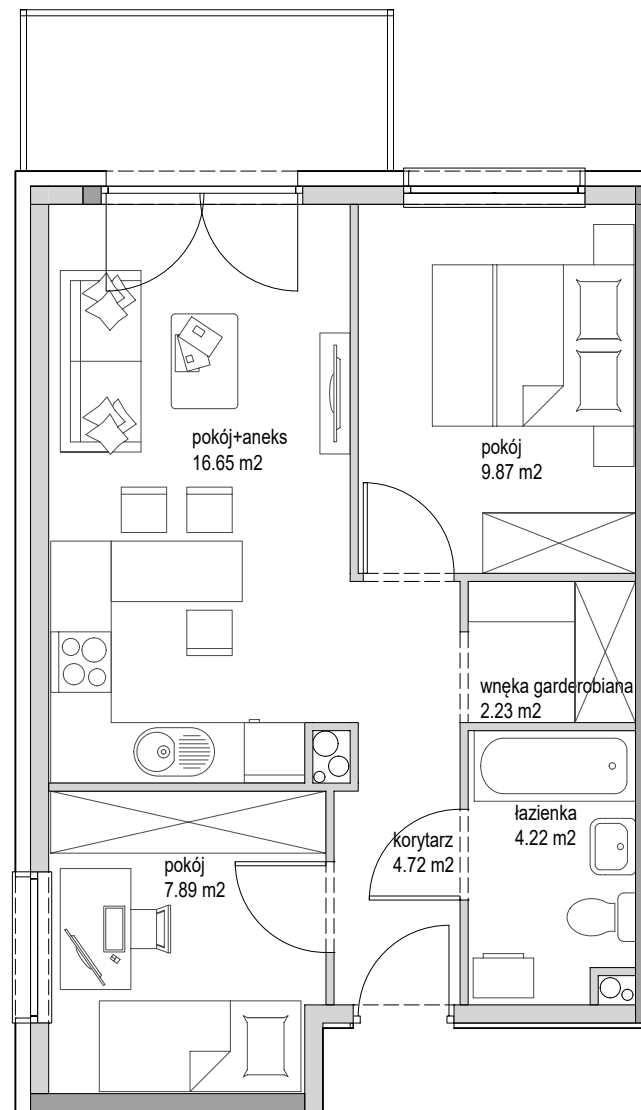 pokój+aneks
16.65 m2
pokój
9.87 m2
wnęka garderobiana
2.23 m2
łazienka
4.22 m2
korytarz
4.72 m2
pokój
7.89 m2